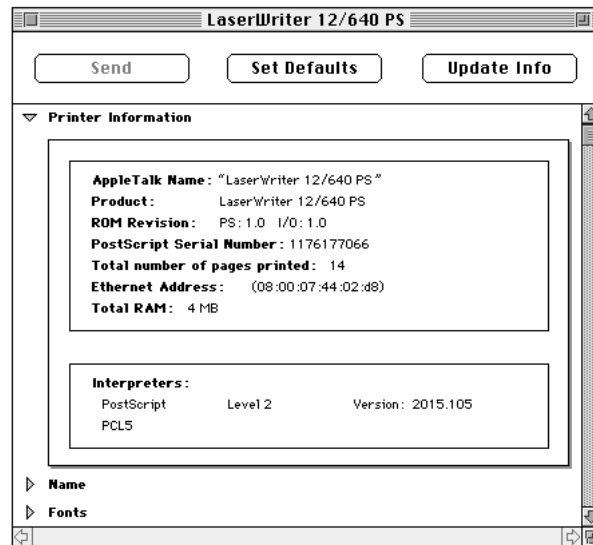 LaserWriter 12/640 PS
Send Set Defaults Update Info
Printer Information
AppleTalk Name: "LaserWriter 12/640 PS"
Product: LaserWriter 12/640 PS
ROM Revision: PS: 1.0 I/O: 1.0
PostScript Serial Number: 1176177066
Total number of pages printed: 14
Ethernet Address: (08:00:07:44:02:d8)
Total RAM: 4 MB
Interpreters:
PostScript Level 2 Version: 2015.105
PCL5
Name
Fonts